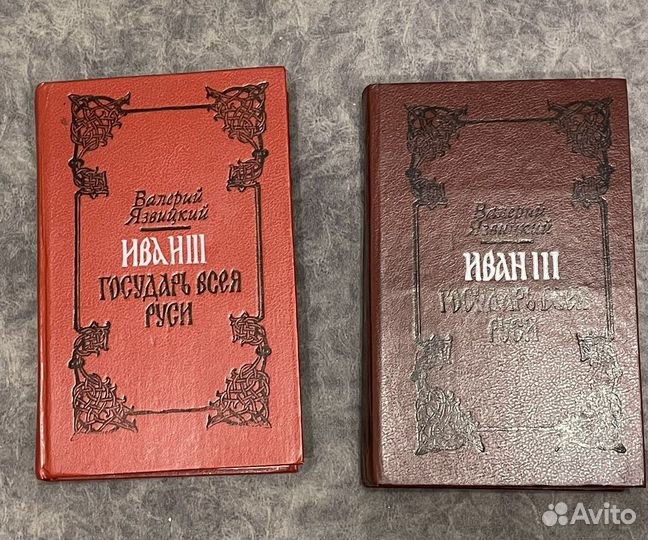 Валерий
Язвицкий
ИВАН III
ГОСУДАРЬ ВСЕЯ
РУСИ
Валерий
Язвицкий
ИВАН III
ГОСУДАРЬ ВСЕЯ
РУСИ
Avito